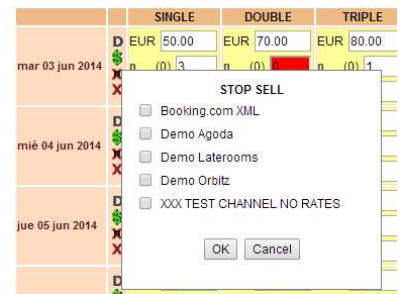 SINGLE DOUBLE TRIPLE
D EUR 50.00 EUR 70.00 EUR 80.00
mar 03 jun 2014 $ n (0) 3 n (0) 0 n (0) 1
X
X
STOP SELL
Booking.com XML
Demo Agoda
Demo Laterooms
Demo Orbitz
XXX TEST CHANNEL NO RATES
OK Cancel
D
mié 04 jun 2014 $
X
X
D
jue 05 jun 2014 $
X
X
D
$